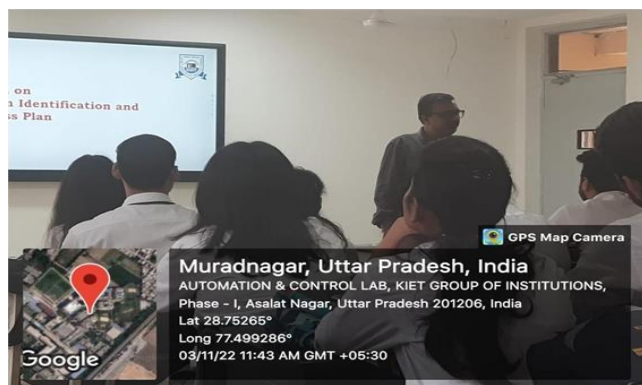 on
Identification and
Plan
GPS Map Camera
Muradnagar, Uttar Pradesh, India
AUTOMATION & CONTROL LAB, KIET GROUP OF INSTITUTIONS,
Phase - I, Asalat Nagar, Uttar Pradesh 201206, India
Lat 28.75265°
Long 77.499286°
03/11/22 11:43 AM GMT +05:30
Google